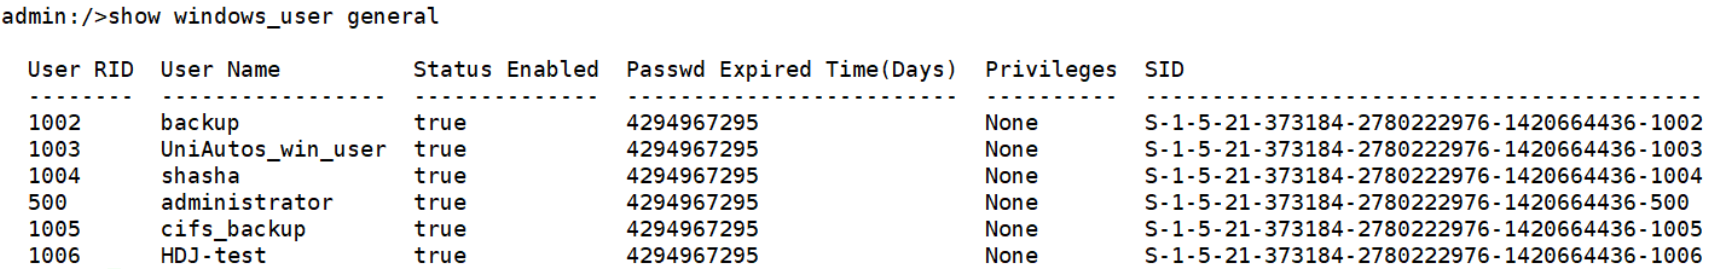 admin:/>show windows_user general
User RID  User Name         Status Enabled  Passwd Expired Time(Days)  Privileges  SID
--------  -----------------  --------------  -------------------------  ----------  ------------------------------------------
1002      backup             true            4294967295                 None        S-1-5-21-373184-2780222976-1420664436-1002
1003      UniAutos_win_user  true            4294967295                 None        S-1-5-21-373184-2780222976-1420664436-1003
1004      shasha             true            4294967295                 None        S-1-5-21-373184-2780222976-1420664436-1004
500       administrator      true            4294967295                 None        S-1-5-21-373184-2780222976-1420664436-500
1005      cifs_backup        true            4294967295                 None        S-1-5-21-373184-2780222976-1420664436-1005
1006      HDJ-test           true            4294967295                 None        S-1-5-21-373184-2780222976-1420664436-1006